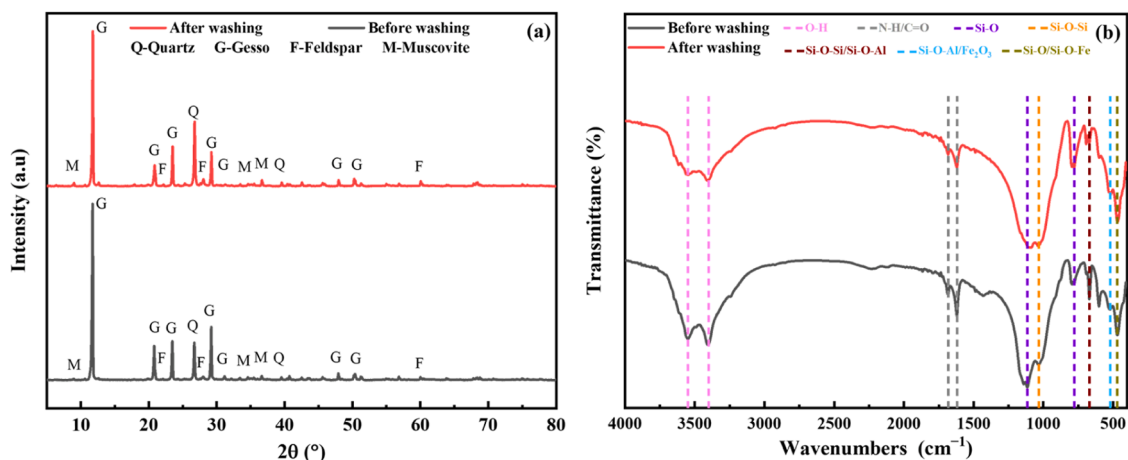 After washing Before washing (a)
Q-Quartz G-Gesso F-Feldspar M-Muscovite
G
Q
G
G
G
M F F G M M Q G G F
G
G
G
Q
G
M F F G M M Q G G F
Intensity (a.u)
0 10 20 30 40 50 60 70 80
2θ (°)
Before washing O-H N-H/C=O Si-O Si-O-Si (b)
After washing Si-O-Si/Si-O-Al Si-O-Al/Fe₂O₃ Si-O/Si-O-Fe
Transmittance (%)
4000 3500 3000 2500 2000 1500 1000 500
Wavenumbers (cm⁻¹)